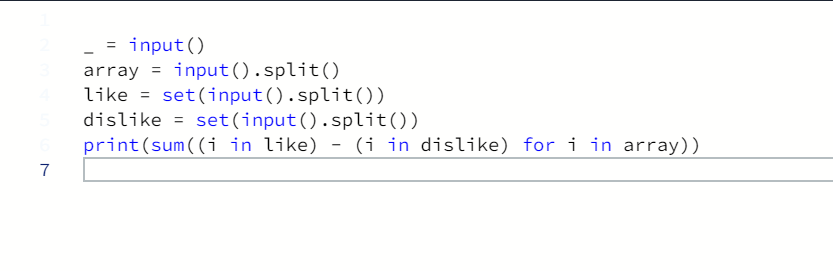 1
2 _ = input()
3 array = input().split()
4 like = set(input().split())
5 dislike = set(input().split())
6 print(sum((i in like) - (i in dislike) for i in array))
7